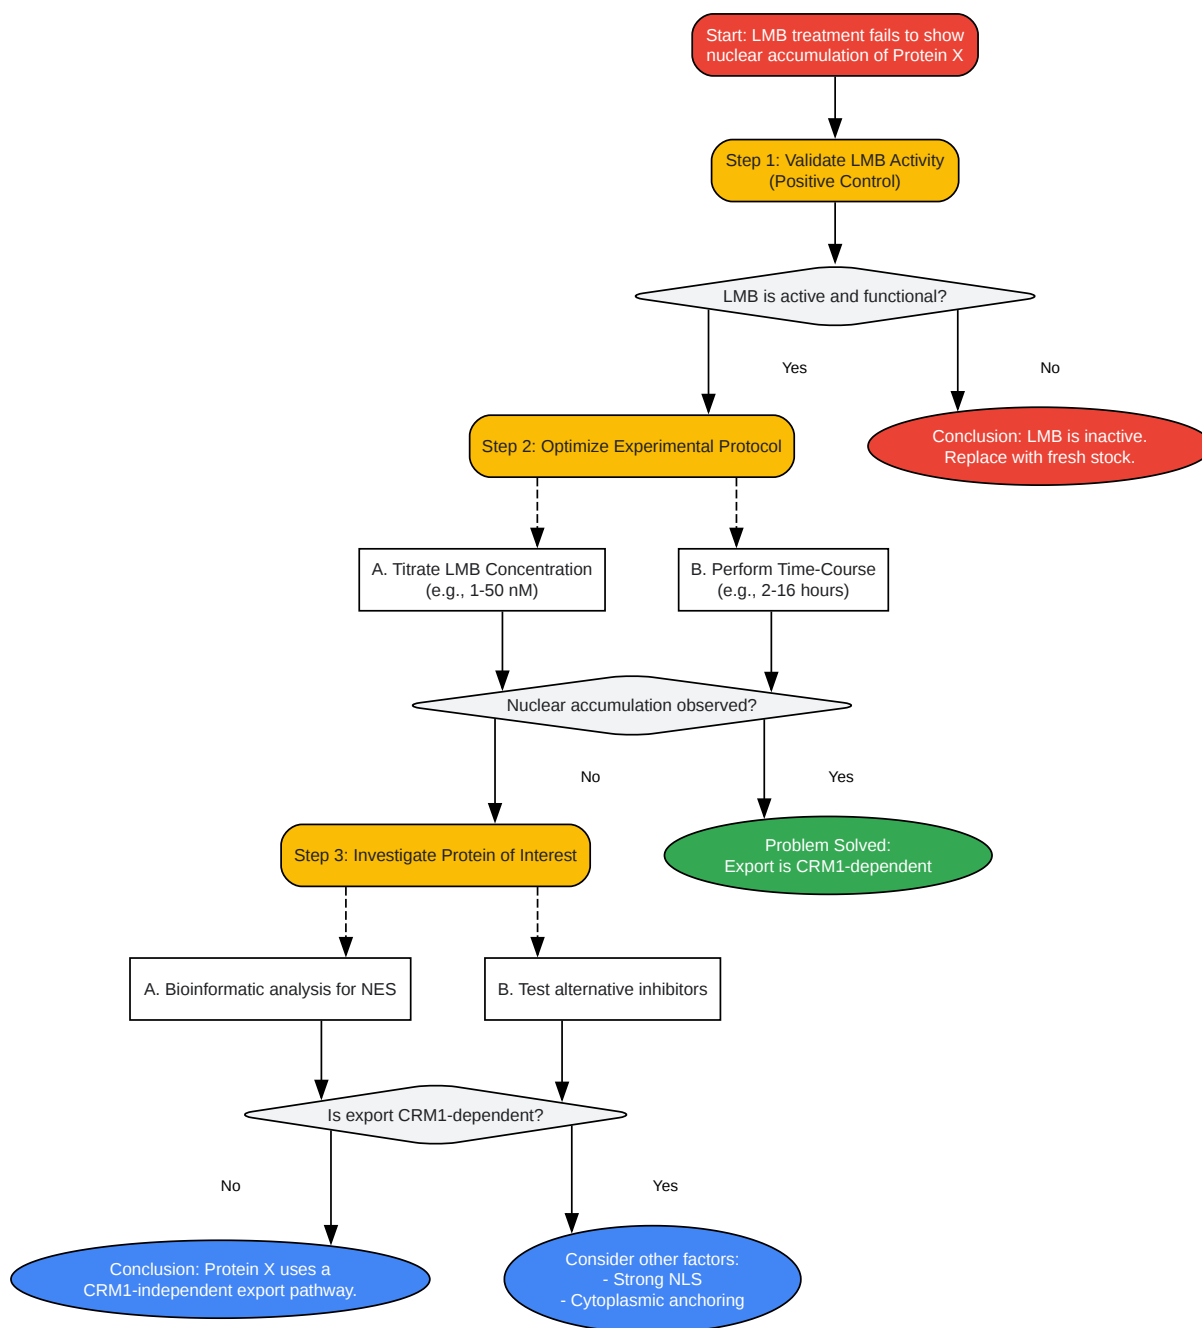 Start: LMB treatment fails to show
nuclear accumulation of Protein X
Step 1: Validate LMB Activity
(Positive Control)
LMB is active and functional?
Yes
No
Step 2: Optimize Experimental Protocol
Conclusion: LMB is inactive.
Replace with fresh stock.
A. Titrate LMB Concentration
(e.g., 1-50 nM)
B. Perform Time-Course
(e.g., 2-16 hours)
Nuclear accumulation observed?
No
Yes
Step 3: Investigate Protein of Interest
Problem Solved:
Export is CRM1-dependent
A. Bioinformatic analysis for NES
B. Test alternative inhibitors
Is export CRM1-dependent?
No
Yes
Conclusion: Protein X uses a
CRM1-independent export pathway.
Consider other factors:
- Strong NLS
- Cytoplasmic anchoring